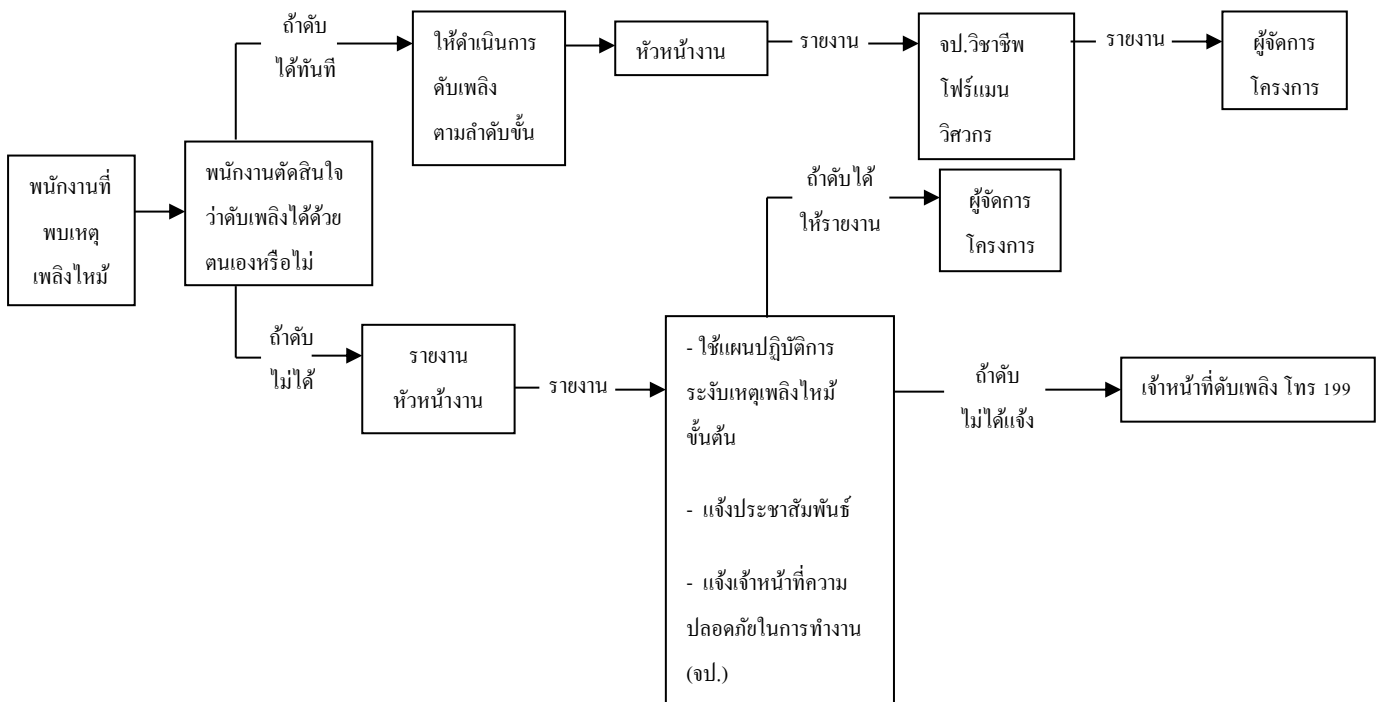 พนักงานที่
พบเหตุ
เพลิงไหม้
พนักงานตัดสินใจ
ว่าดับเพลิงได้ด้วย
ตนเองหรือไม่
ถ้าดับ
ได้ทันที
ให้ดำเนินการ
ดับเพลิง
ตามลำดับขั้น
หัวหน้างาน
รายงาน
จป.วิชาชีพ
โฟร์แมน
วิศวกร
รายงาน
ผู้จัดการ
โครงการ
ถ้าดับ
ไม่ได้
รายงาน
หัวหน้างาน
รายงาน
- ใช้แผนปฏิบัติการ
ระงับเหตุเพลิงไหม้
ขั้นต้น
- แจ้งประชาสัมพันธ์
- แจ้งเจ้าหน้าที่ความ
ปลอดภัยในการทำงาน
(จป.)
ถ้าดับได้
ให้รายงาน
ผู้จัดการ
โครงการ
ถ้าดับ
ไม่ได้แจ้ง
เจ้าหน้าที่ดับเพลิง โทร 199